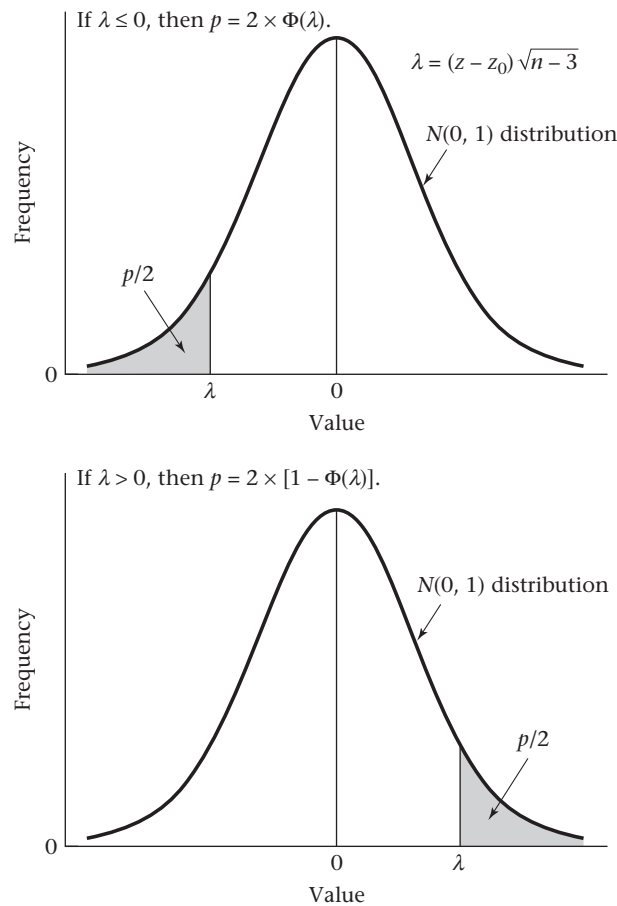 If λ ≤ 0, then p = 2 × Φ(λ).
λ = (z – z₀) √n – 3
N(0, 1) distribution
Frequency
p/2
0
λ
0
Value
If λ > 0, then p = 2 × [1 – Φ(λ)].
N(0, 1) distribution
Frequency
p/2
0
0
λ
Value